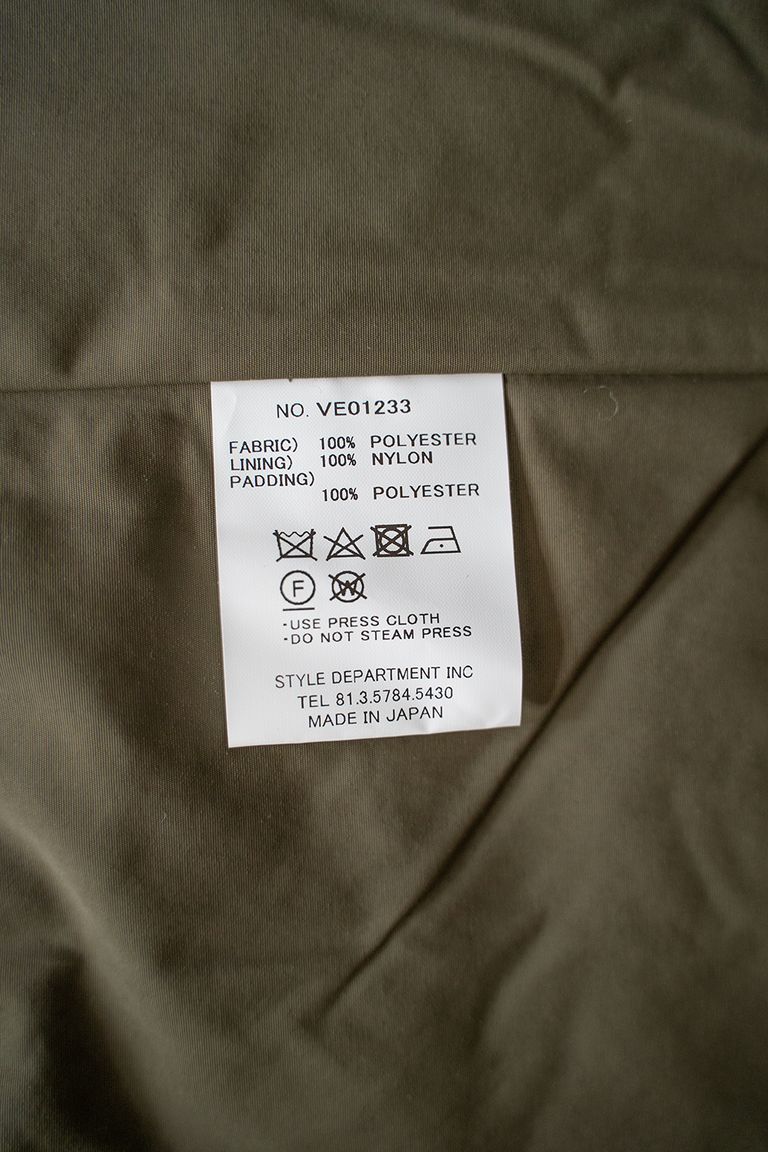 NO. VE01233
FABRIC) 100% POLYESTER
LINING) 100% NYLON
PADDING)
100% POLYESTER
F W
-USE PRESS CLOTH
-DO NOT STEAM PRESS
STYLE DEPARTMENT INC
TEL 81.3.5784.5430
MADE IN JAPAN